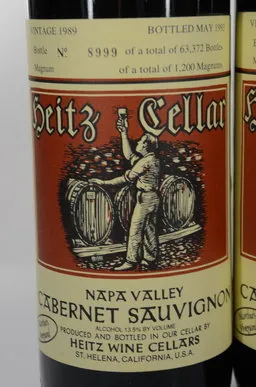 VINTAGE 1989 BOTTLED MAY 1993
Bottle Nº 8999 of a total of 63,372 Bottles
Magnum of a total of 1,200 Magnums
Heitz Cellar
NAPA VALLEY
CABERNET SAUVIGNON
ALCOHOL 13.5% BY VOLUME
PRODUCED AND BOTTLED IN OUR CELLAR BY
HEITZ WINE CELLARS
ST. HELENA, CALIFORNIA, U.S.A.